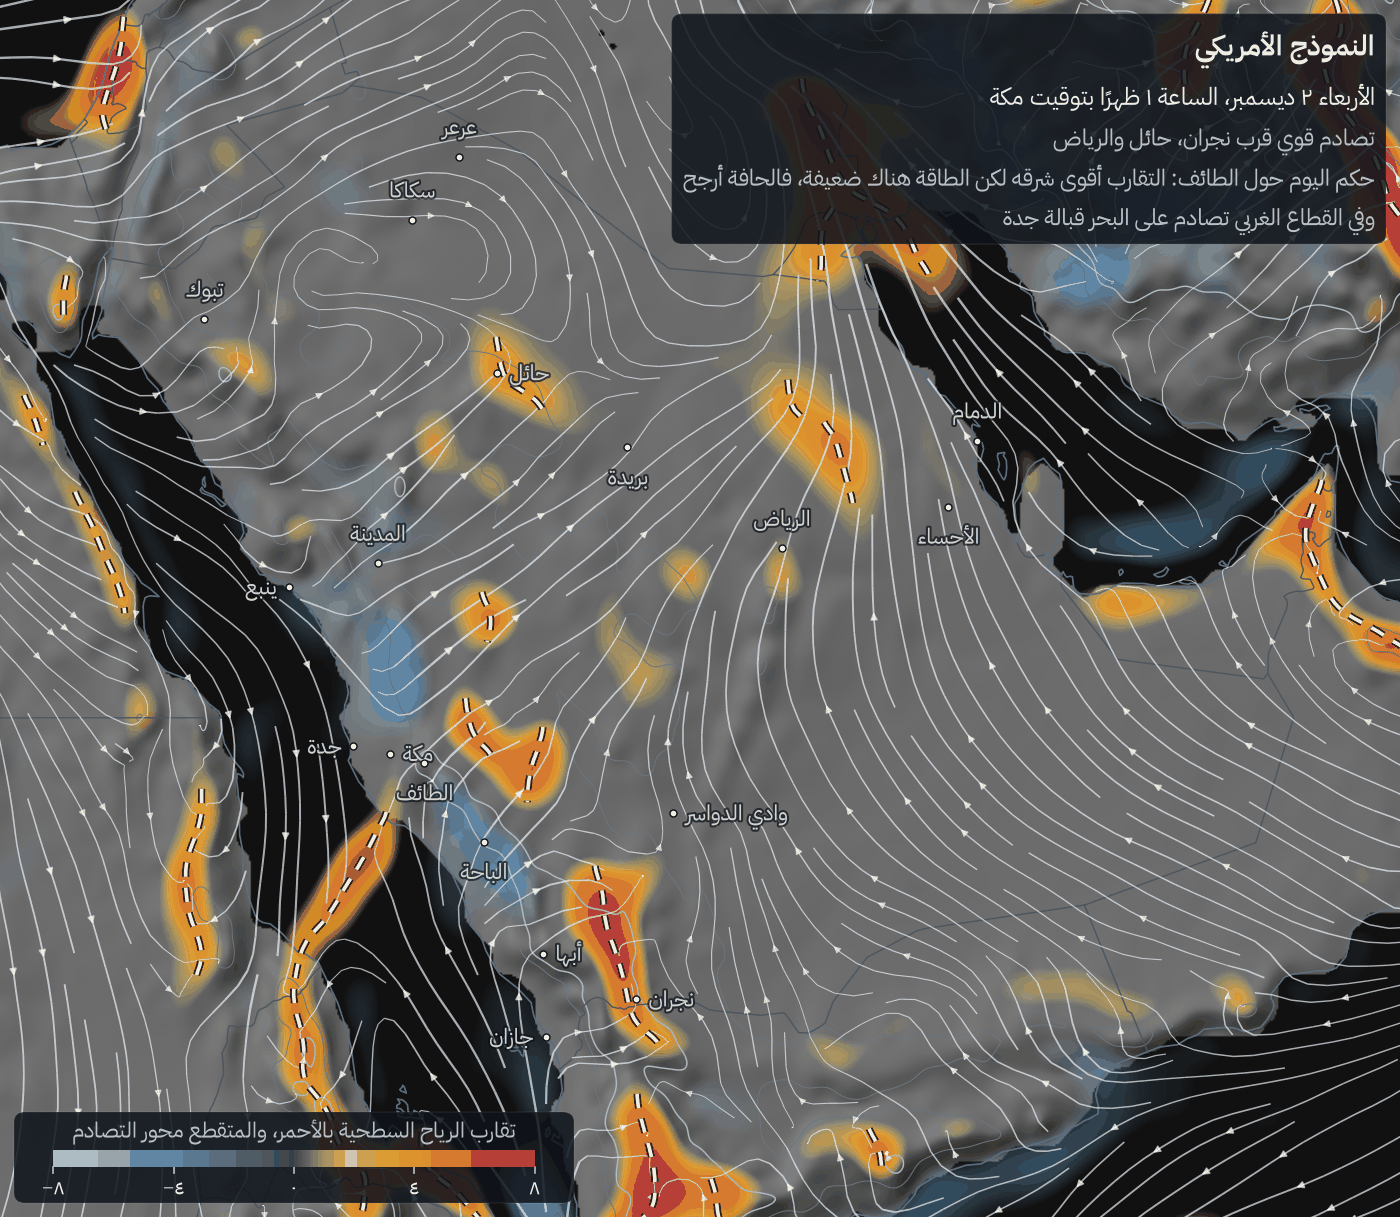 النموذج الأمريكي
الأربعاء ٢ ديسمبر، الساعة ١ ظهرًا بتوقيت مكة
تصادم قوي قرب نجران، حائل والرياض
حكم اليوم حول الطائف: التقارب أقوى شرقه لكن الطاقة هناك ضعيفة، فالحافة أرجح
وفي القطاع الغربي تصادم على البحر قبالة جدة
عرعر
سكاكا
تبوك
حائل
الدمام
بريدة
الرياض
الأحساء
المدينة
ينبع
جدة
مكة
الطائف
وادي الدواسر
الباحة
أبها
نجران
جازان
تقارب الرياح السطحية بالأحمر، والمتقطع محور التصادم
−٨ −٤ ٠ ٤ ٨